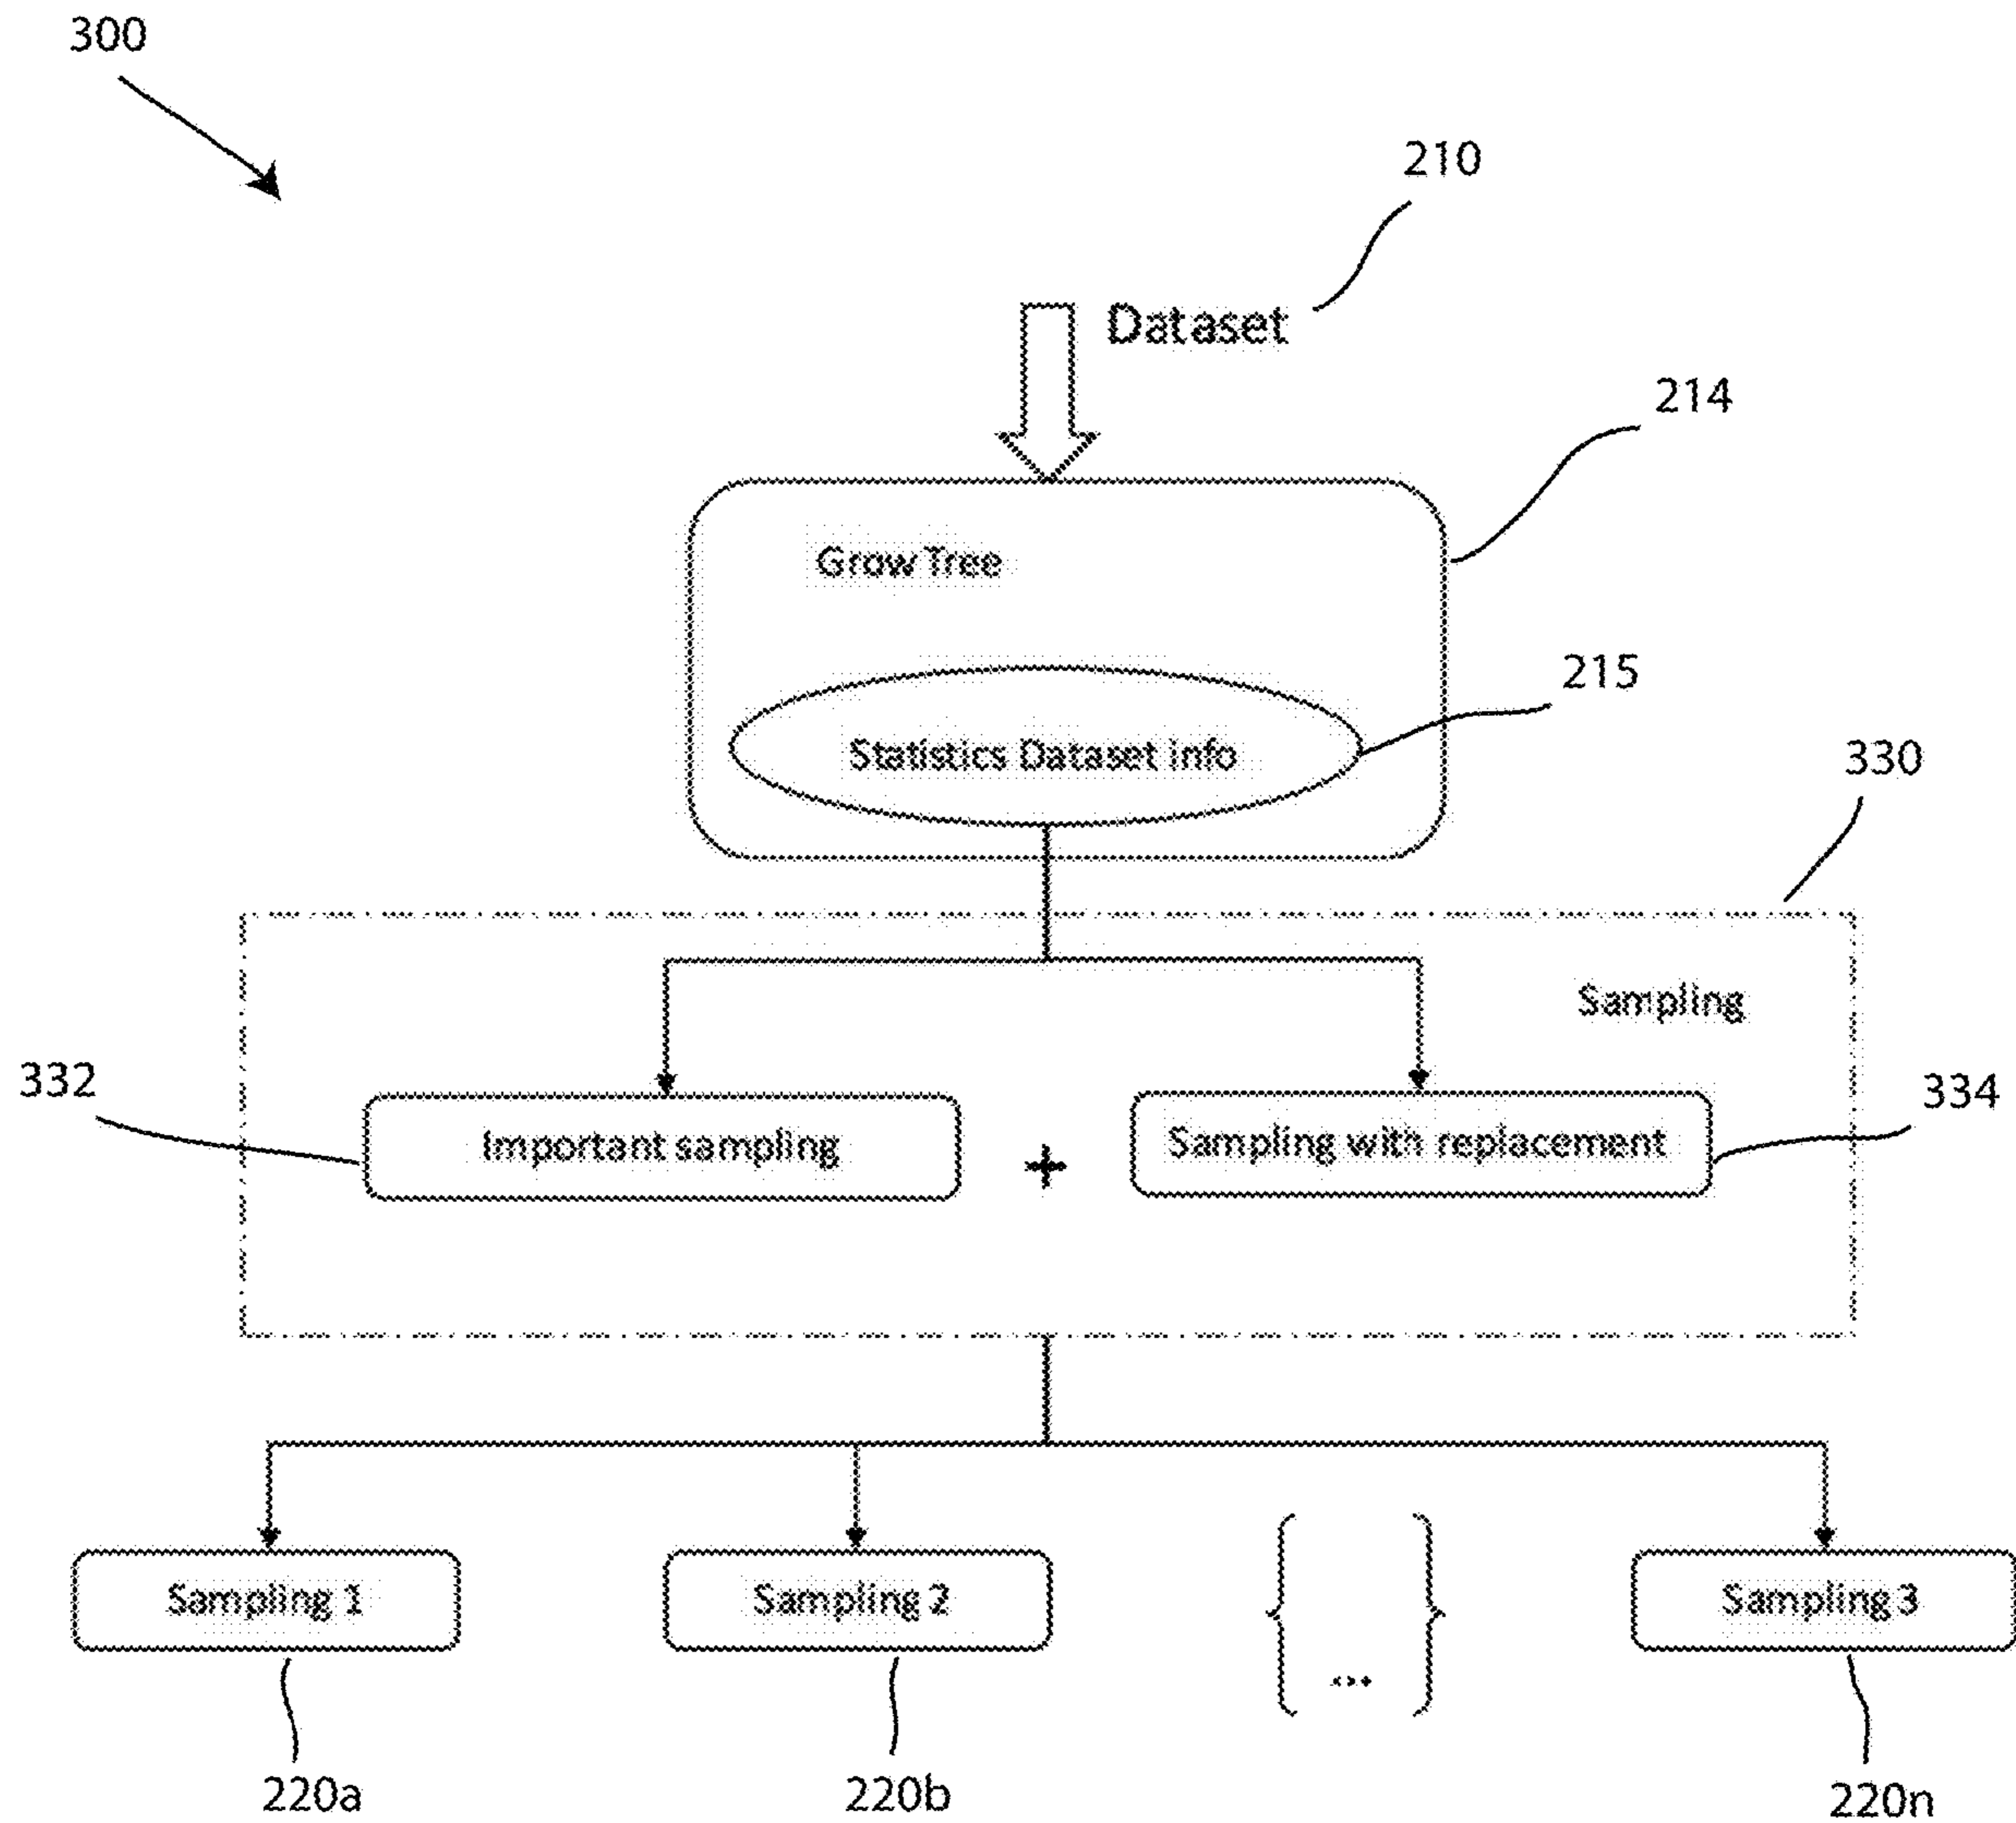 300
210
Dataset
214
Grow Tree
215
Statistics Dataset info
330
Sampling
332
Important sampling
+
Sampling with replacement
334
Sampling 1
Sampling 2
{ ... }
Sampling 3
220a
220b
220n